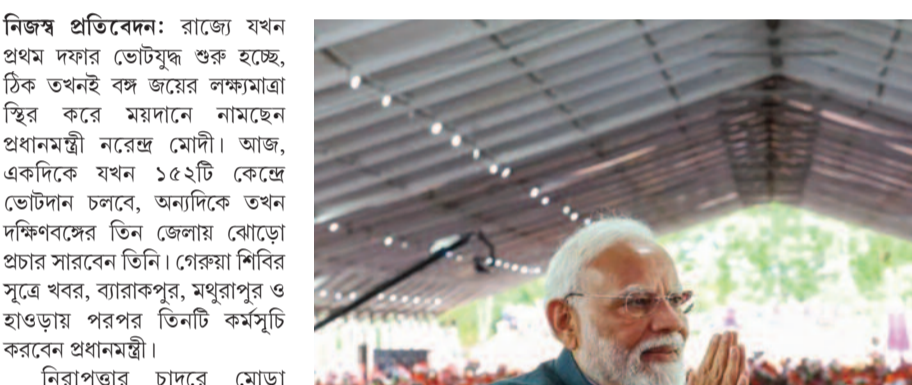 নিজস্ব প্রতিবেদন: রাজ্যে যখন
প্রথম দফার ভোটযুদ্ধ শুরু হচ্ছে,
ঠিক তখনই বঙ্গ জয়ের লক্ষ্যমাত্রা
স্থির করে ময়দানে নামছেন
প্রধানমন্ত্রী নরেন্দ্র মোদী। আজ,
একদিকে যখন ১৫২টি কেন্দ্রে
ভোটদান চলবে, অন্যদিকে তখন
দক্ষিণবঙ্গের তিন জেলায় ঝোড়ো
প্রচার সারবেন তিনি। গেরুয়া শিবির
সূত্রে খবর, ব্যারাকপুর, মথুরাপুর ও
হাওড়ায় পরপর তিনটি কর্মসূচি
করবেন প্রধানমন্ত্রী।
নিরাপত্তার চাদরে মোড়া